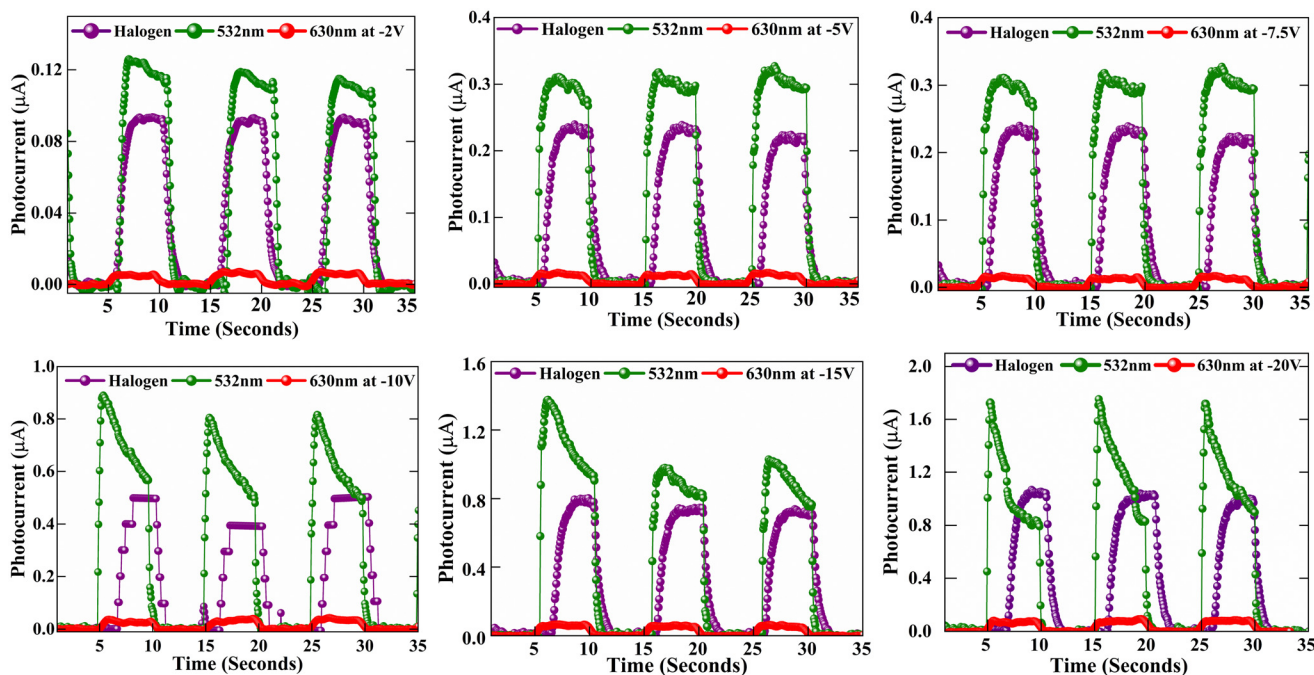 Halogen 532nm 630nm at -2V
Photocurrent (μA)
0.12
0.08
0.04
0.00
5 10 15 20 25 30 35
Time (Seconds)
0.4
Halogen 532nm 630nm at -5V
Photocurrent (μA)
0.3
0.2
0.1
0.0
5 10 15 20 25 30 35
Time (Seconds)
0.4
Halogen 532nm 630nm at -7.5V
Photocurrent (μA)
0.3
0.2
0.1
0.0
5 10 15 20 25 30 35
Time (Seconds)
1.0
Halogen 532nm 630nm at -10V
Photocurrent (μA)
0.8
0.6
0.4
0.2
0.0
5 10 15 20 25 30 35
Time (Seconds)
1.6
Halogen 532nm 630nm at -15V
Photocurrent (μA)
1.2
0.8
0.4
0.0
5 10 15 20 25 30 35
Time (Seconds)
2.0
Halogen 532nm 630nm at -20V
Photocurrent (μA)
1.6
1.2
0.8
0.4
0.0
5 10 15 20 25 30 35
Time (Seconds)